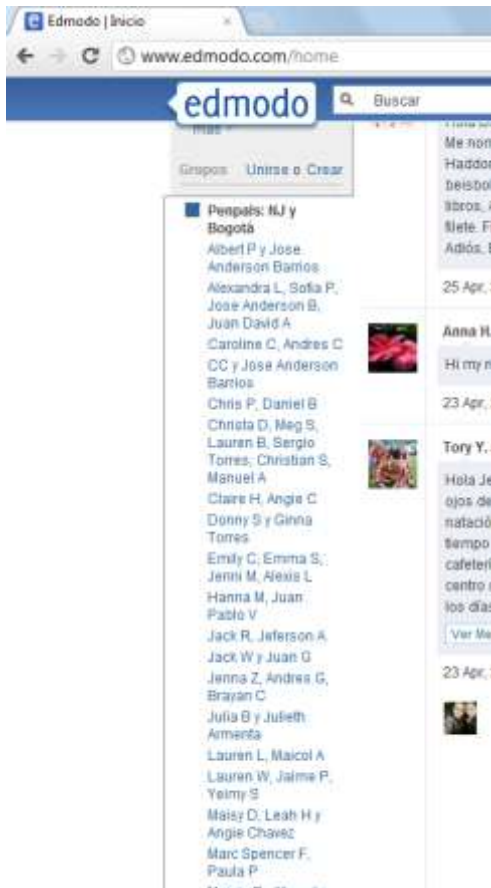 Edmodo | Inicio
www.edmodo.com/home
edmodo
Buscar
Grupos Unirse o Crear
Penpals: NJ y
Bogotá
Albert P y Jose
Anderson Barrios
Alexandra L, Sofia P,
Jose Anderson B,
Juan David A
Caroline C, Andres C
CC y Jose Anderson
Barrios
Chris P, Daniel B
Christa D, Meg S,
Lauren B, Sergio
Torres, Christian S,
Manuel A
Claire H, Angie C
Donny S y Ginna
Torres
Emily C, Emma S,
Jenni M, Alexis L
Hanna M, Juan
Pablo V
Jack R, Jeferson A
Jack W y Juan G
Jenna Z, Andres G,
Brayan C
Julia B y Julieth
Armenta
Lauren L, Maicol A
Lauren W, Jaime P,
Yeimy S
Maisy D, Leah H y
Angie Chavez
Marc Spencer F,
Paula P
Me nom
Haddon
beisbol
libros,
filete. F
Adiós,
25 Apr,
Anna H.
Hi my n
23 Apr,
Tory Y.
Hola Je
ojos de
natació
tiempo
cafeterí
centro
los días
Ver Me
23 Apr,